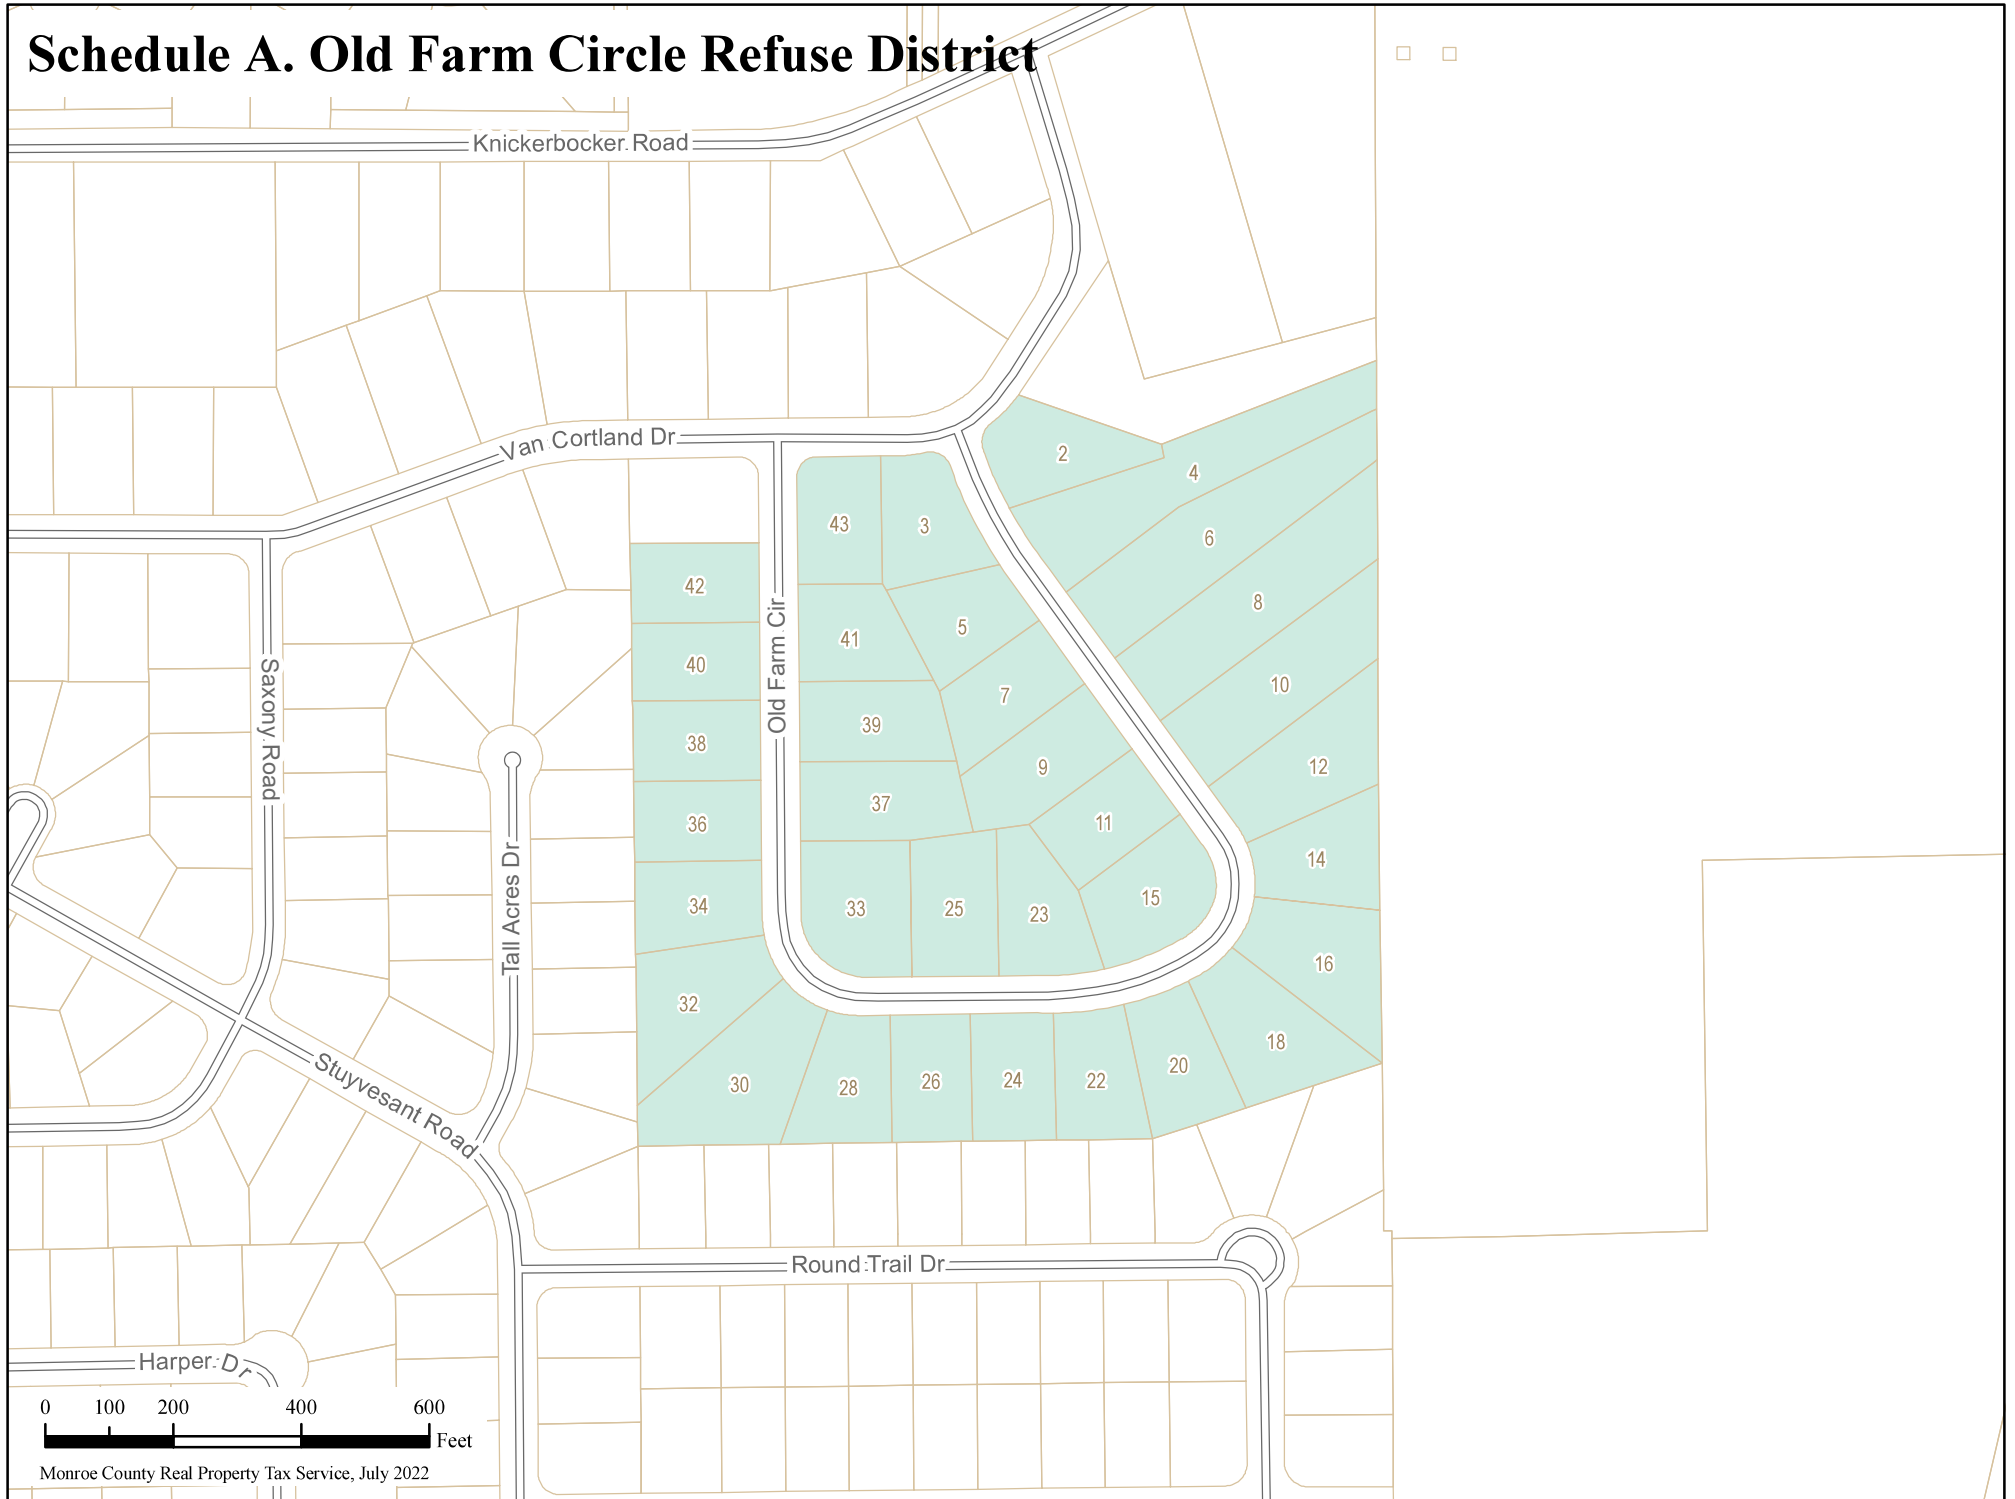 Schedule A. Old Farm Circle Refuse District
Knickerbocker Road
Van Cortland Dr
2
4
43
3
6
42
8
5
41
40
Old Farm Cir
Saxony Road
10
7
39
38
12
9
37
36
11
14
Tall Acres Dr
15
34
33
25
23
16
32
18
Stuyvesant Road
20
30
28
26
24
22
Round Trail Dr
Harper Dr
0 100 200 400 600
Feet
Monroe County Real Property Tax Service, July 2022